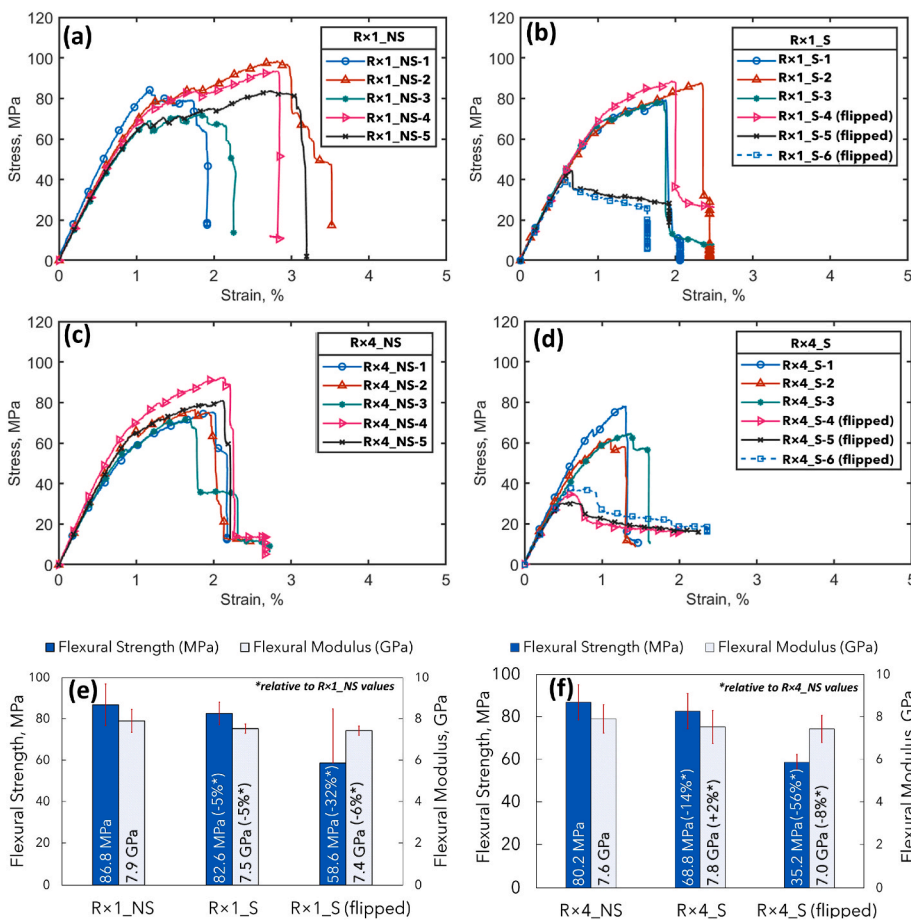 (a)
R×1_NS
R×1_NS-1
R×1_NS-2
R×1_NS-3
R×1_NS-4
R×1_NS-5
Stress, MPa
120
100
80
60
40
20
0
0 1 2 3 4 5
Strain, %
(b)
R×1_S
R×1_S-1
R×1_S-2
R×1_S-3
R×1_S-4 (flipped)
R×1_S-5 (flipped)
R×1_S-6 (flipped)
Stress, MPa
120
100
80
60
40
20
0
0 1 2 3 4 5
Strain, %
(c)
R×4_NS
R×4_NS-1
R×4_NS-2
R×4_NS-3
R×4_NS-4
R×4_NS-5
Stress, MPa
120
100
80
60
40
20
0
0 1 2 3 4 5
Strain, %
(d)
R×4_S
R×4_S-1
R×4_S-2
R×4_S-3
R×4_S-4 (flipped)
R×4_S-5 (flipped)
R×4_S-6 (flipped)
Stress, MPa
120
100
80
60
40
20
0
0 1 2 3 4 5
Strain, %
Flexural Strength (MPa) Flexural Modulus (GPa)
(e)
*relative to R×1_NS values
Flexural Strength, MPa
100
80
60
40
20
0
86.8 MPa
7.9 GPa
82.6 MPa (-5%*)
7.5 GPa (-5%*)
58.6 MPa (-32%*)
7.4 GPa (-6%*)
10
8
6
4
2
0
Flexural Modulus, GPa
R×1_NS R×1_S R×1_S (flipped)
Flexural Strength (MPa) Flexural Modulus (GPa)
(f)
*relative to R×4_NS values
Flexural Strength, MPa
100
80
60
40
20
0
80.2 MPa
7.6 GPa
68.8 MPa (-14%*)
7.8 GPa (+2%*)
35.2 MPa (-56%*)
7.0 GPa (-8%*)
10
8
6
4
2
0
Flexural Modulus, GPa
R×4_NS R×4_S R×4_S (flipped)